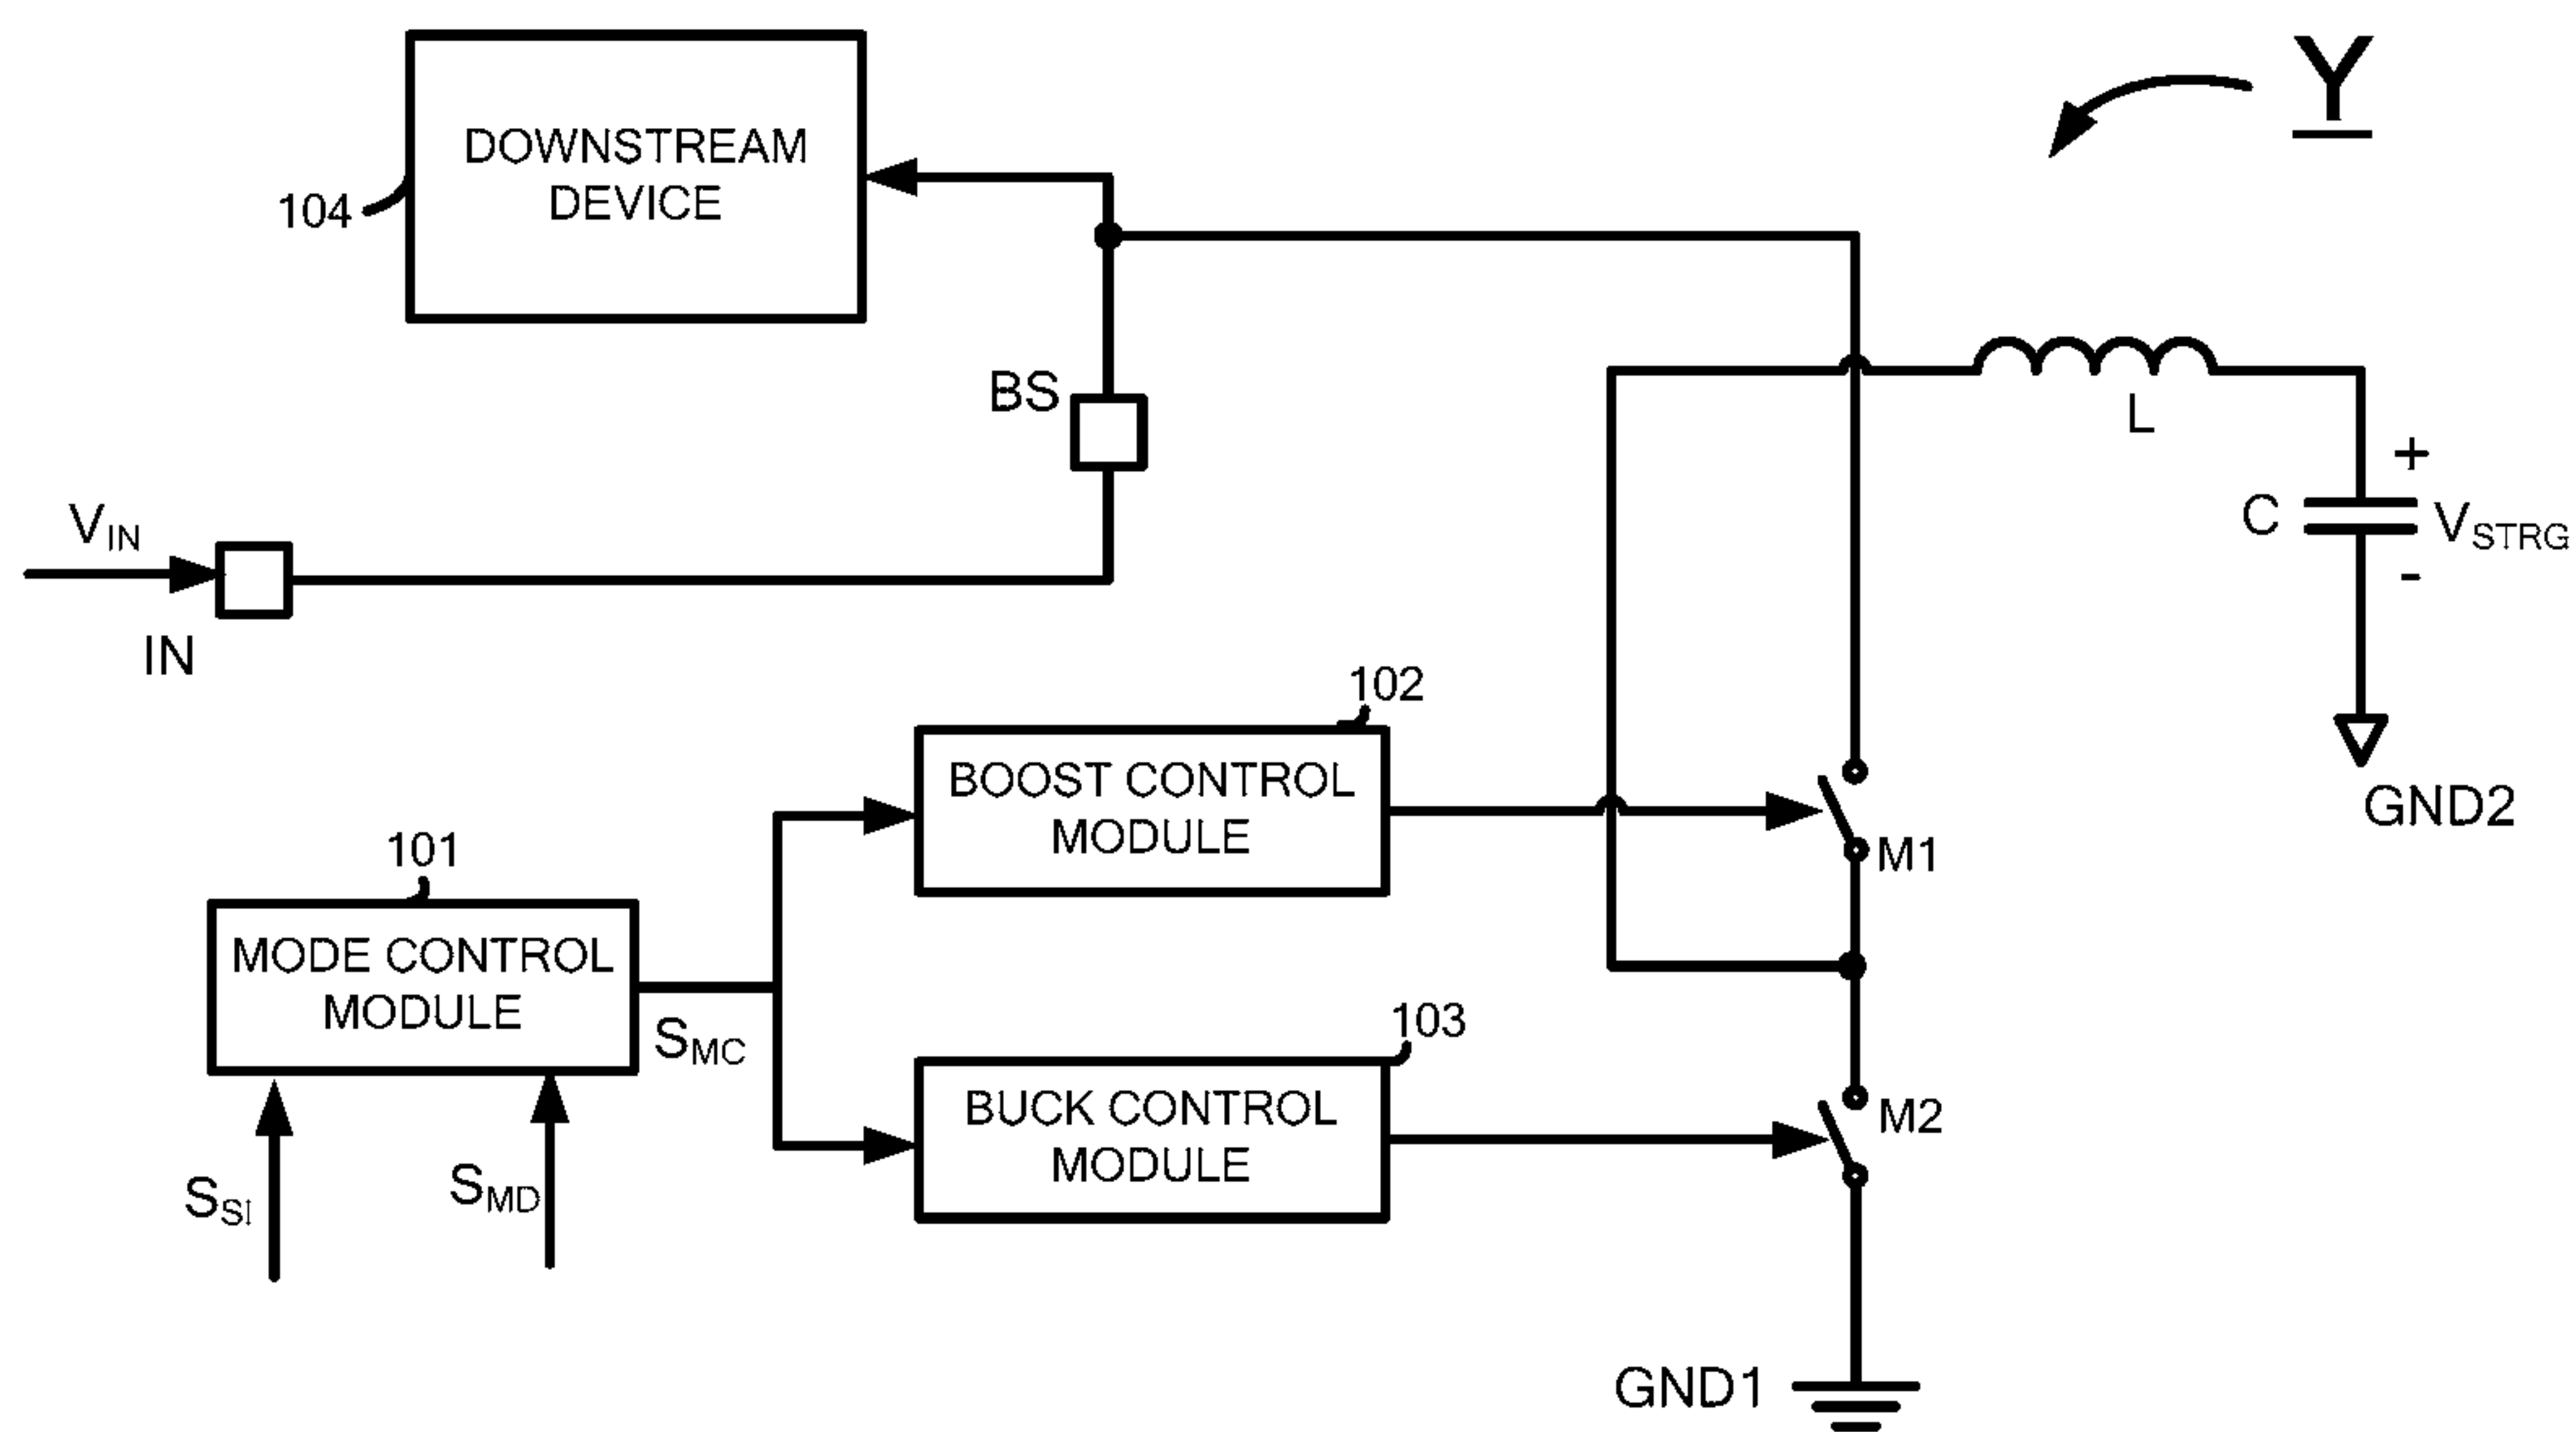 Y
DOWNSTREAM
DEVICE
104
BS
L
+
C
VSTRG
-
VIN
IN
GND2
102
BOOST CONTROL
MODULE
M1
101
MODE CONTROL
MODULE
SMC
103
BUCK CONTROL
MODULE
M2
SSI
SMD
GND1